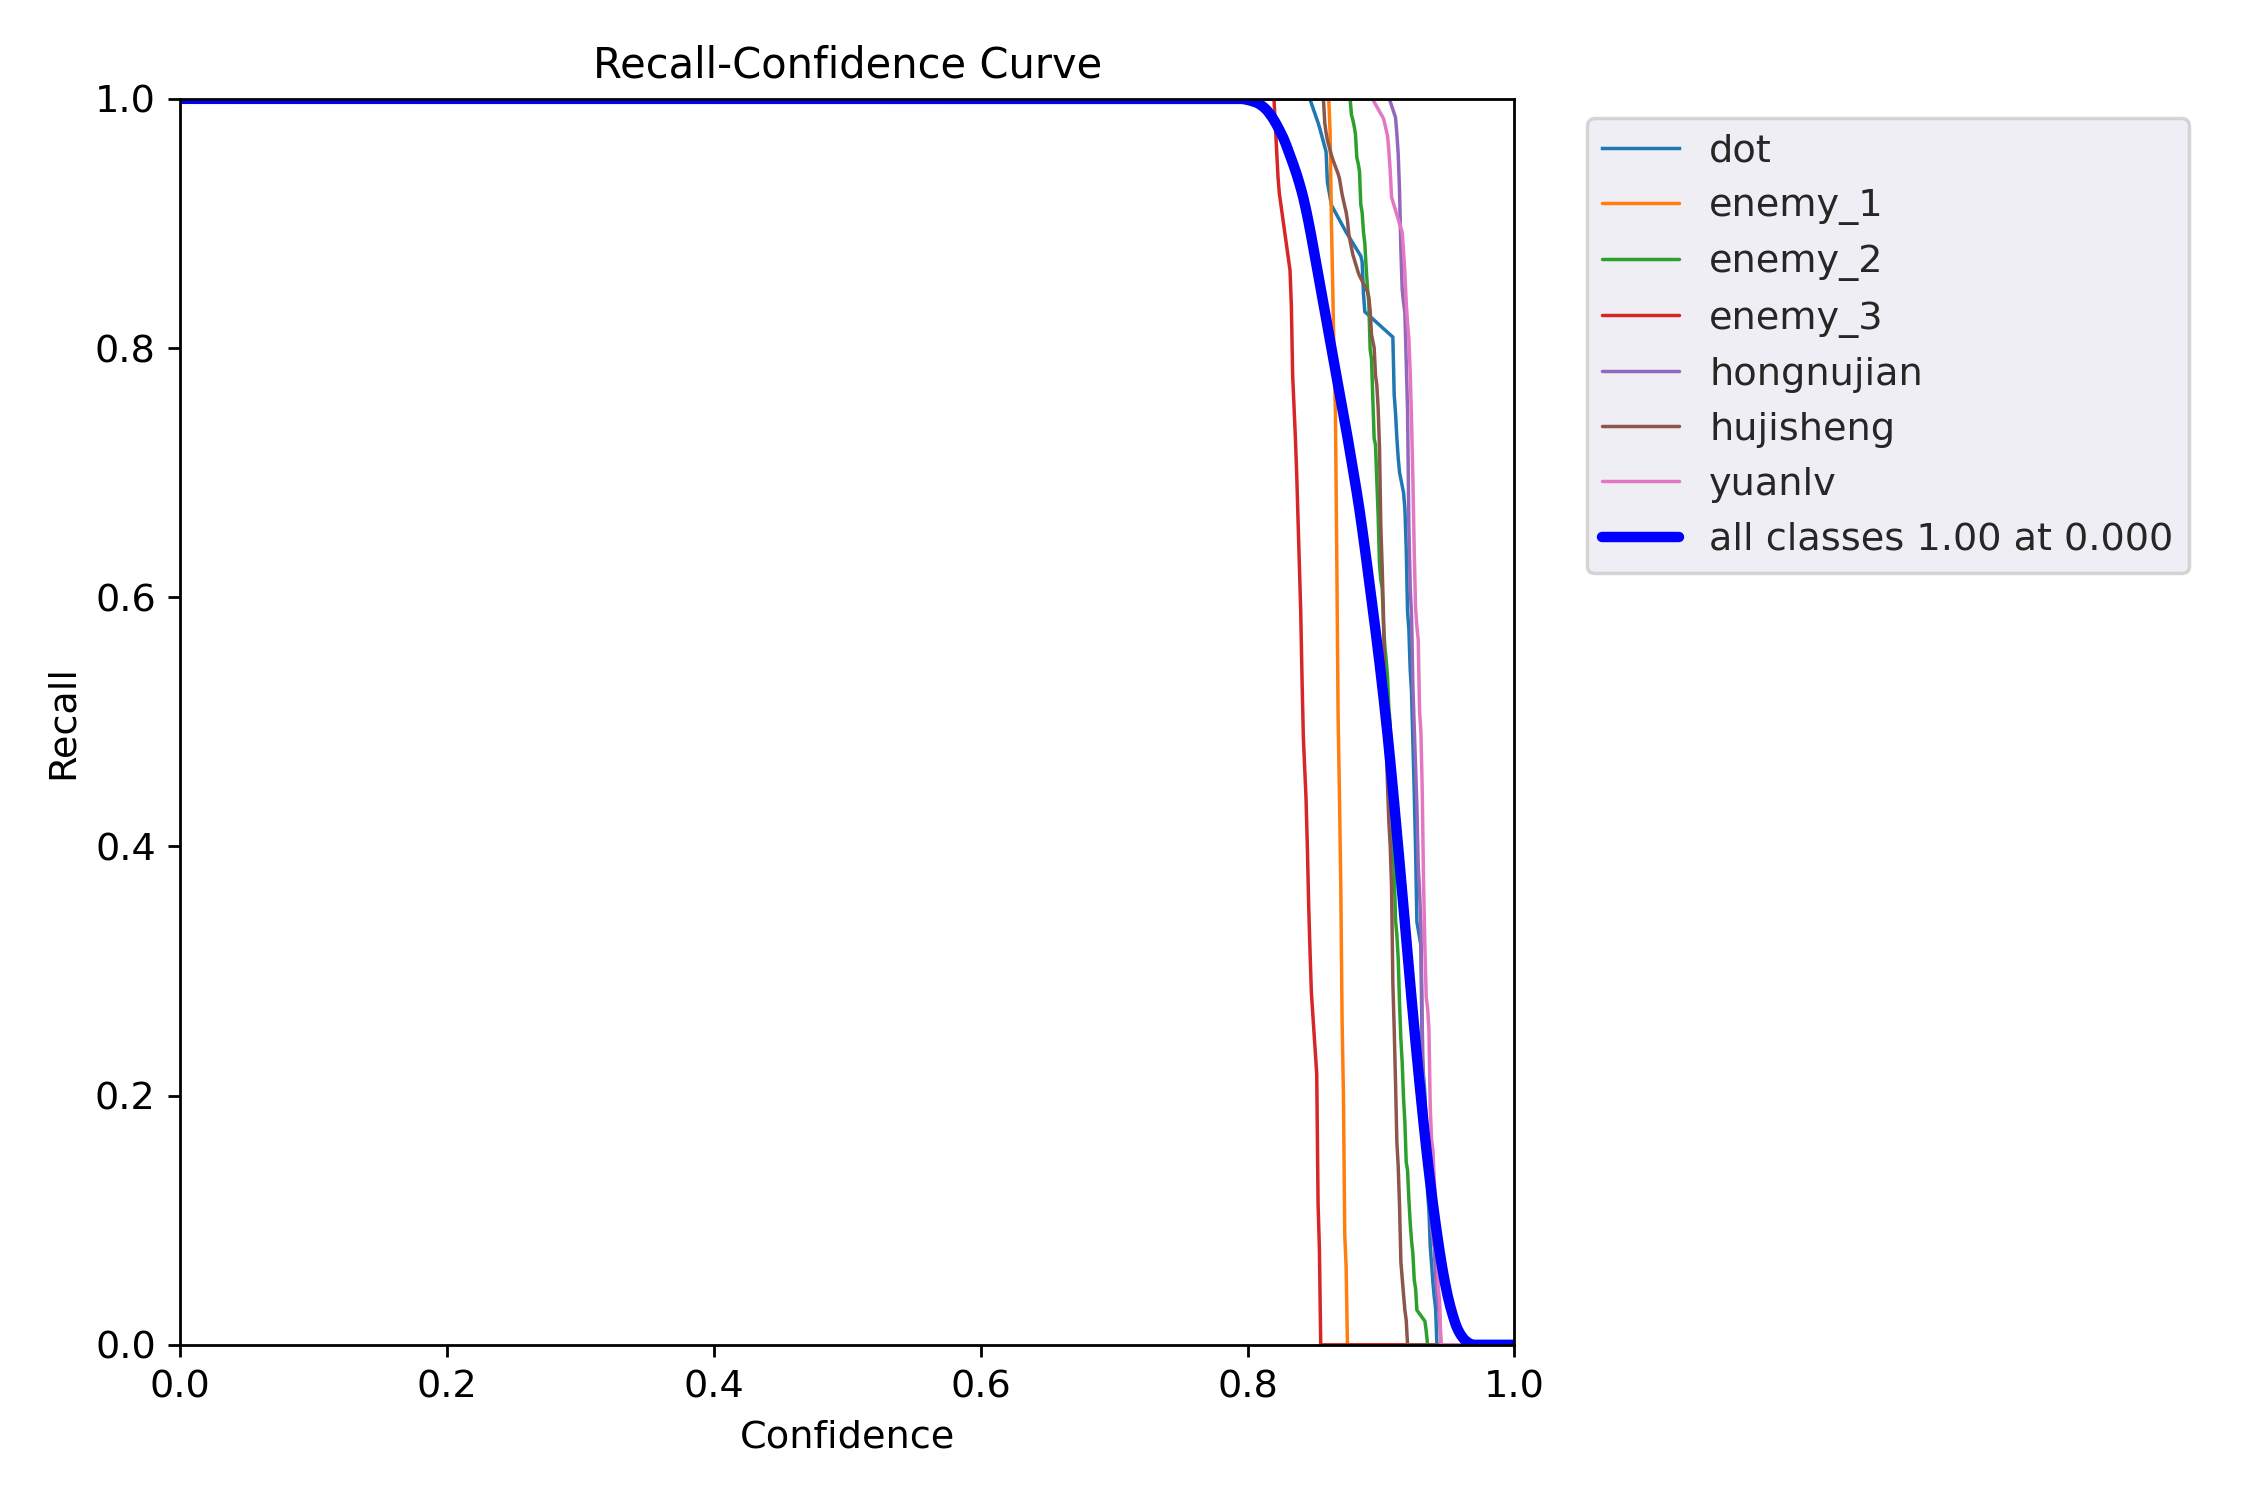 Recall-Confidence Curve
1.0
0.8
0.6
0.4
0.2
0.0
Recall
0.0 0.2 0.4 0.6 0.8 1.0
Confidence
dot
enemy_1
enemy_2
enemy_3
hongnujian
hujisheng
yuanlv
all classes 1.00 at 0.000